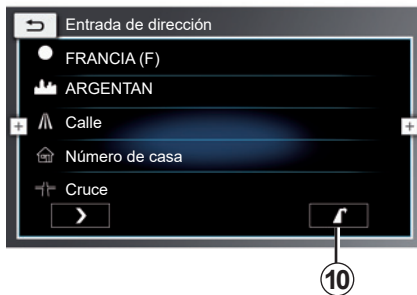 Entrada de dirección
FRANCIA (F)
ARGENTAN
Calle
Número de casa
Cruce
10